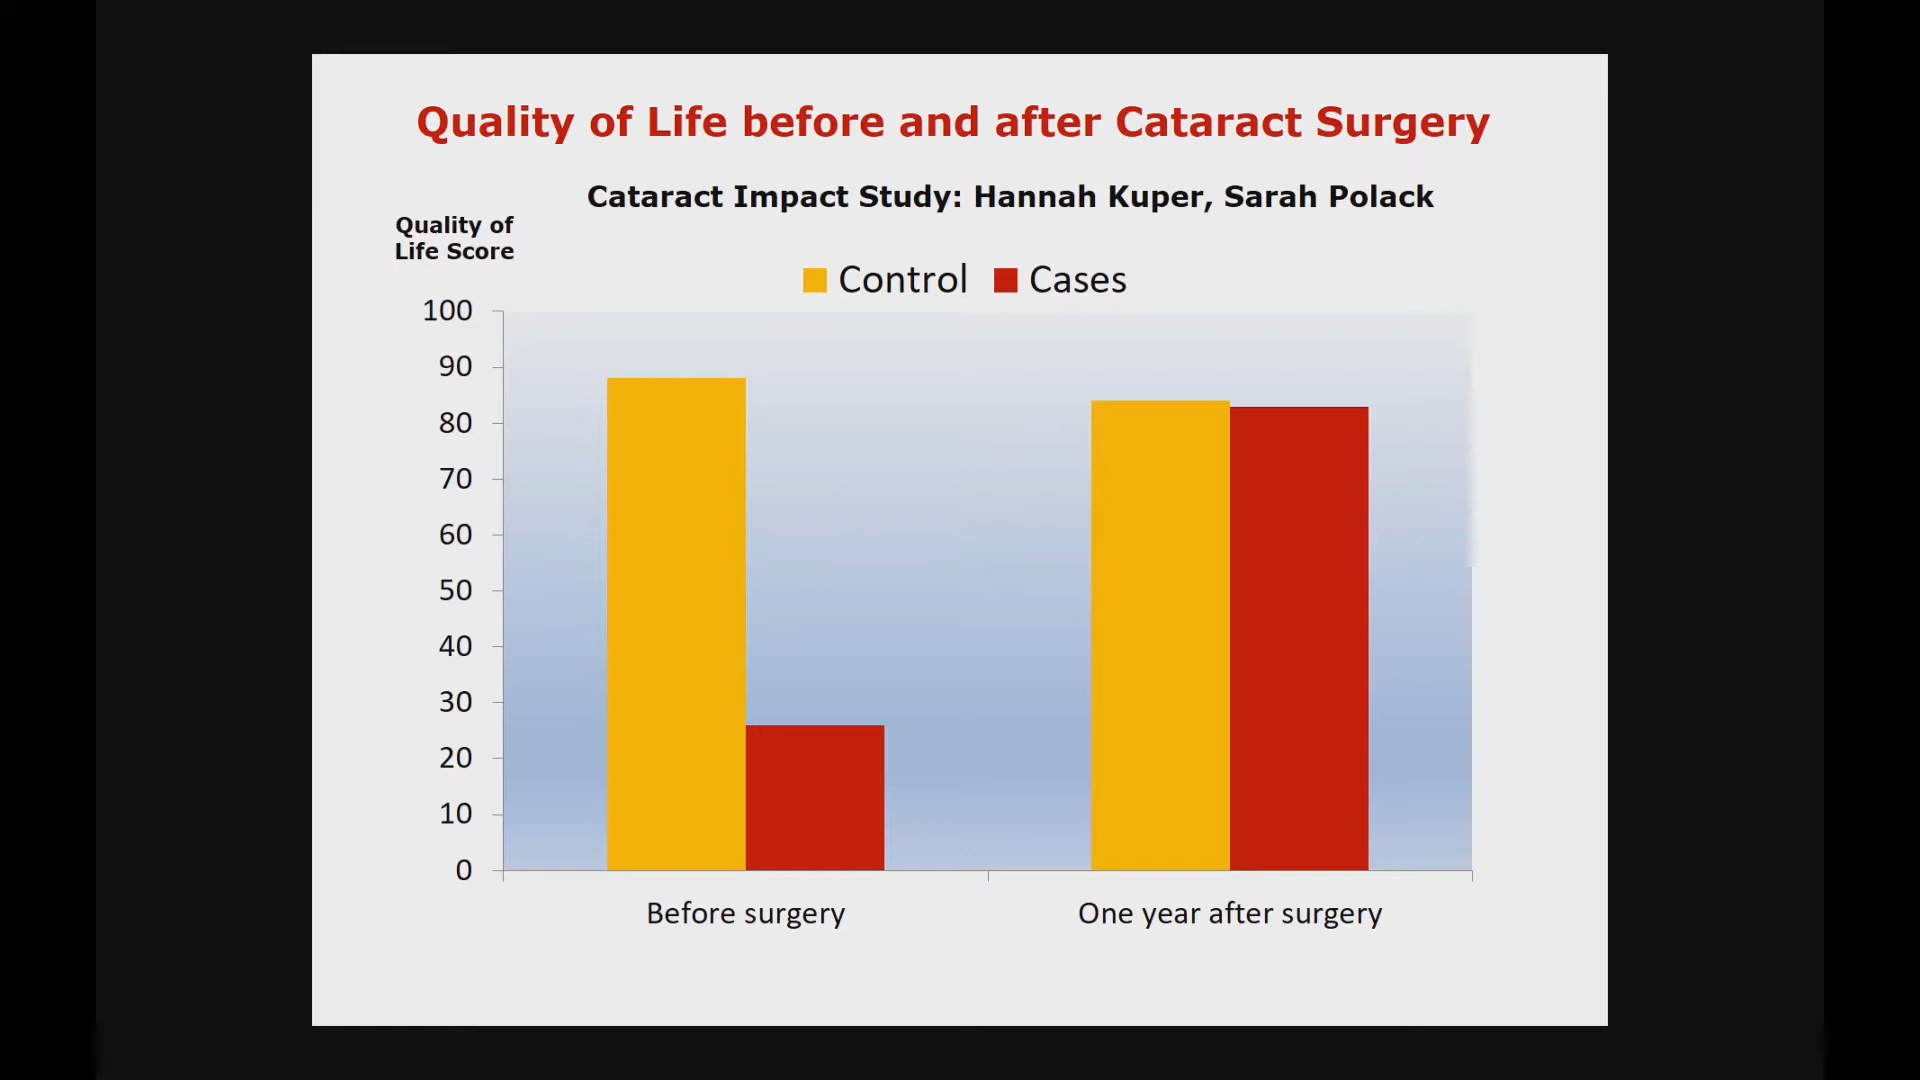 Quality of Life before and after Cataract Surgery
Cataract Impact Study: Hannah Kuper, Sarah Polack
Quality of
Life Score
Control Cases
100
90
80
70
60
50
40
30
20
10
0
Before surgery One year after surgery